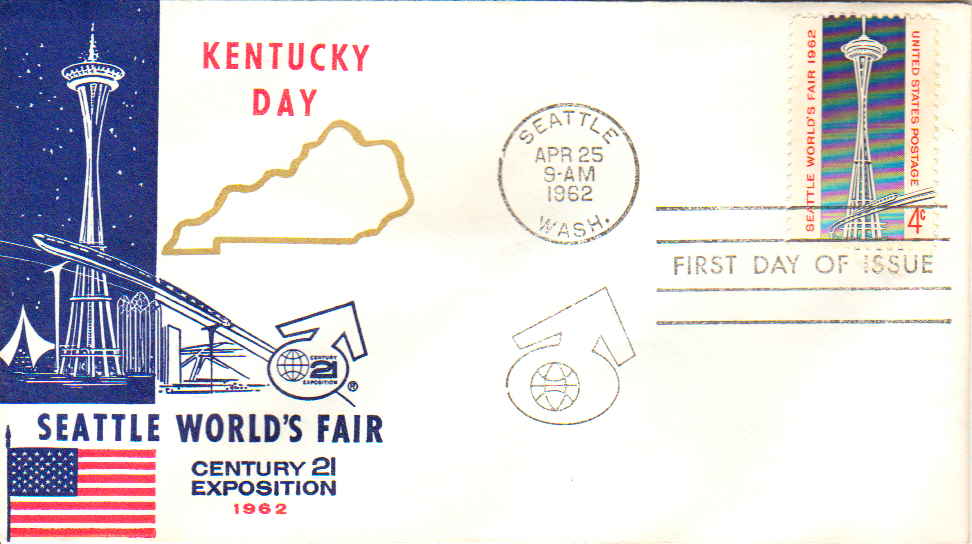 KENTUCKY
DAY
SEATTLE
APR 25
9-AM
1962
WASH.
SEATTLE WORLD'S FAIR 1962
UNITED STATES POSTAGE
4c
FIRST DAY OF ISSUE
CENTURY
21
EXPOSITION
®
SEATTLE WORLD'S FAIR
CENTURY 21
EXPOSITION
1962